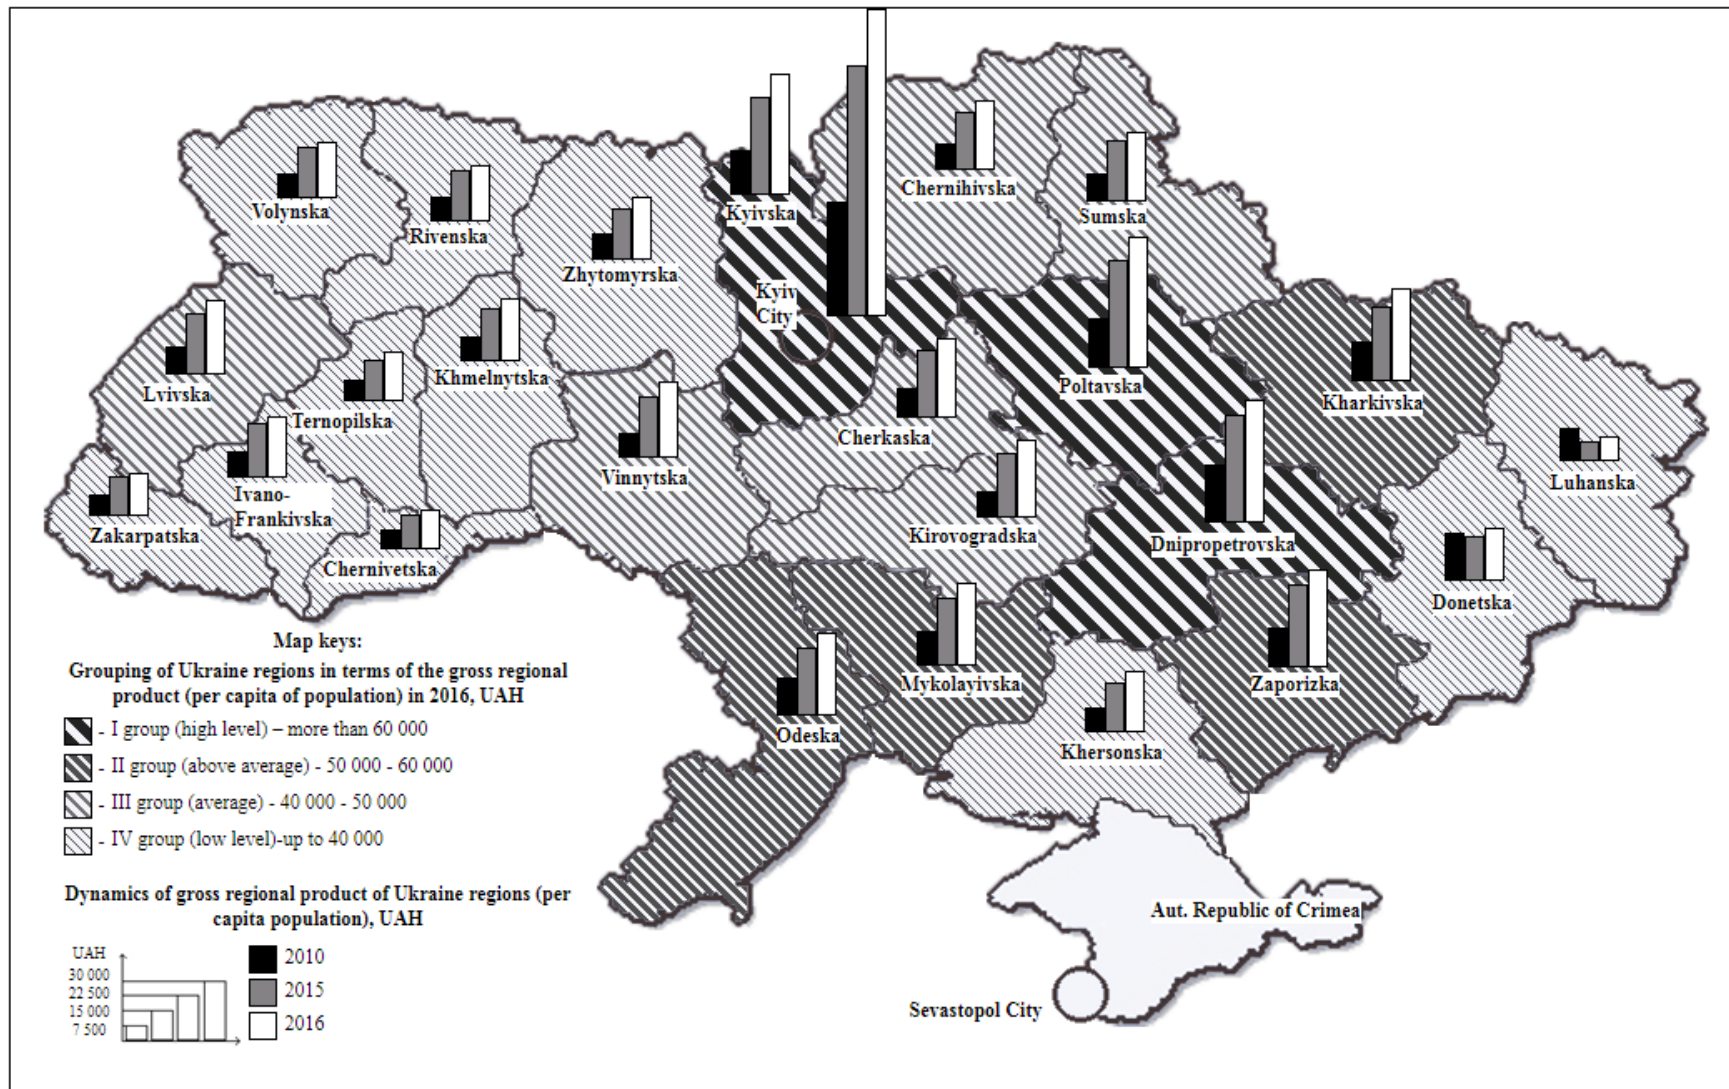 Volynska
Rivenska
Zhytomyrska
Kyivska
Chernihivska
Sumska
Kyiv
City
Lvivska
Ternopilska
Khmelnytska
Vinnytska
Cherkaska
Poltavska
Kharkivska
Luhanska
Zakarpatska
Ivano-
Frankivska
Chernivetska
Kirovogradska
Dnipropetrovska
Donetska
Odeska
Mykolayivska
Khersonska
Zaporizka
Aut. Republic of Crimea
Sevastopol City
Map keys:
Grouping of Ukraine regions in terms of the gross regional
product (per capita of population) in 2016, UAH
- I group (high level) – more than 60 000
- II group (above average) - 50 000 - 60 000
- III group (average) - 40 000 - 50 000
- IV group (low level)-up to 40 000
Dynamics of gross regional product of Ukraine regions (per
capita population), UAH
UAH
30 000
22 500
15 000
7 500
2010
2015
2016